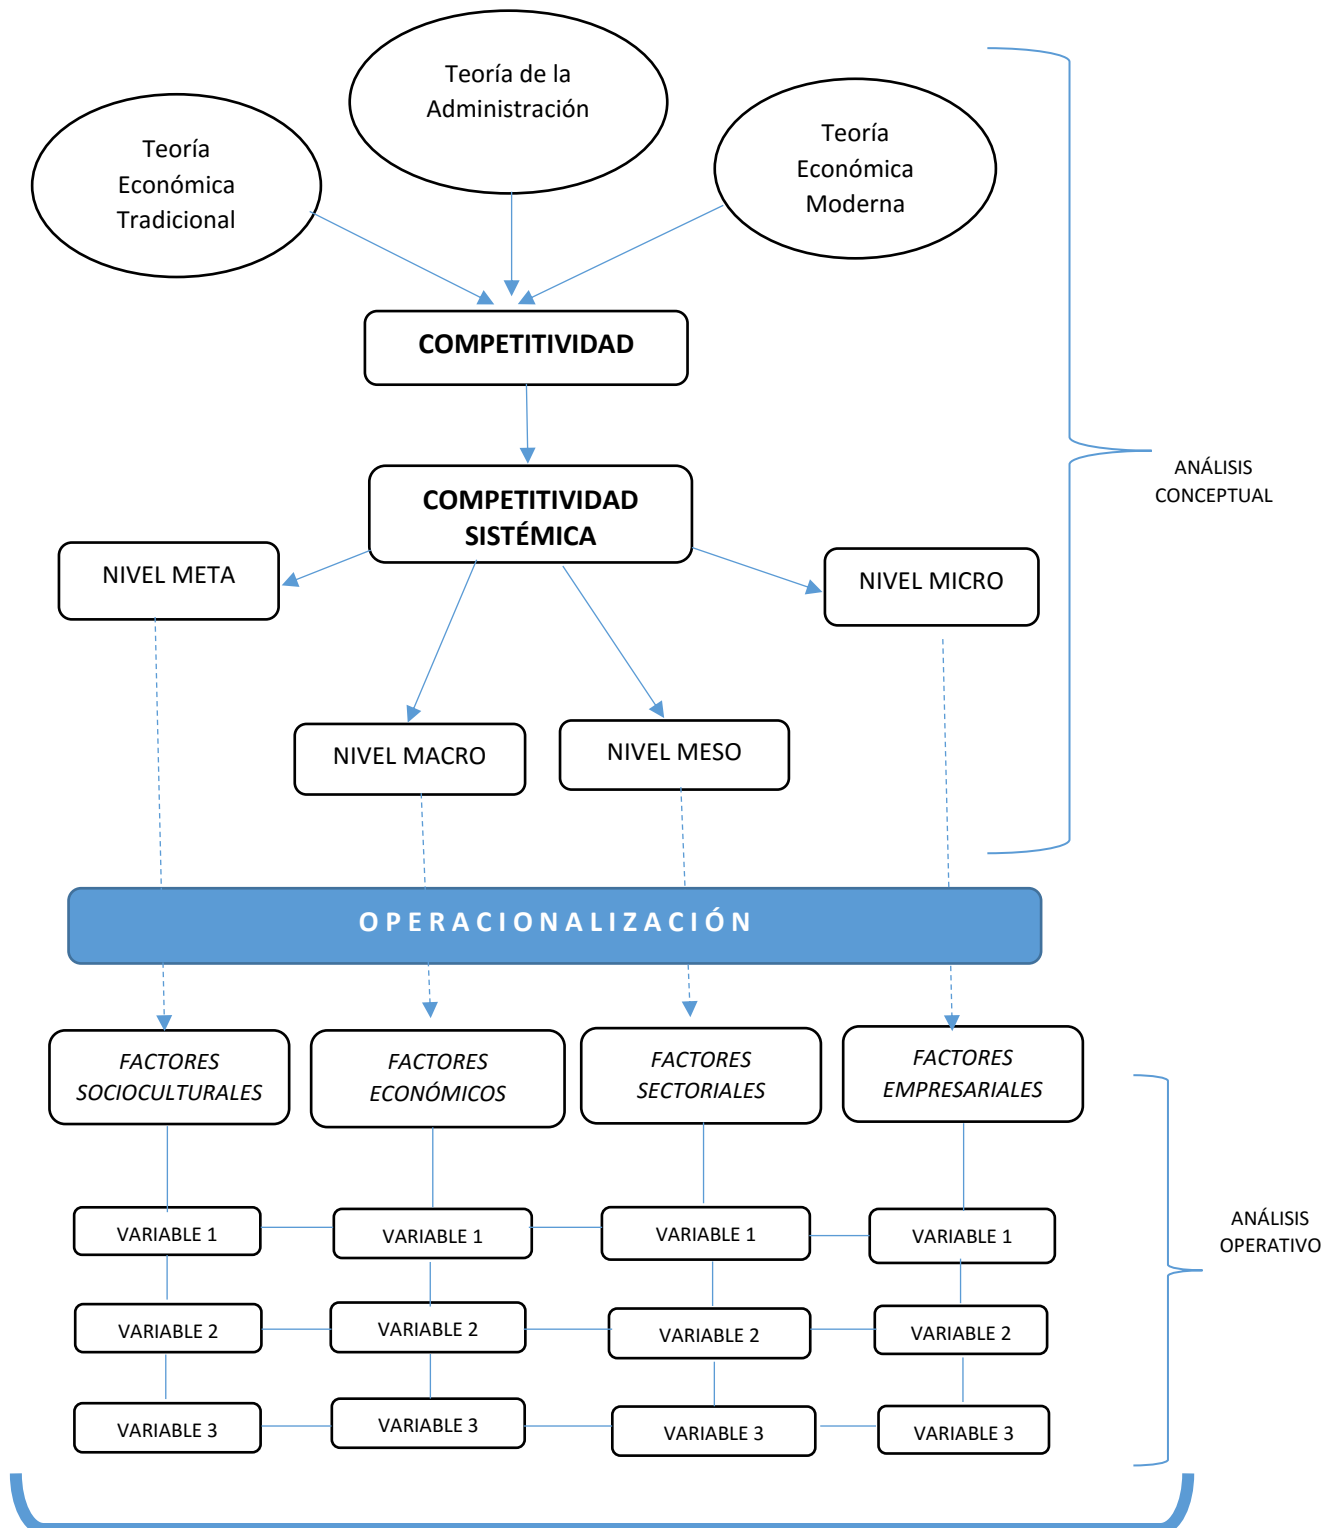 Teoría de la
Administración
Teoría
Económica
Tradicional
Teoría
Económica
Moderna
COMPETITIVIDAD
COMPETITIVIDAD
SISTÉMICA
ANÁLISIS
CONCEPTUAL
NIVEL META
NIVEL MICRO
NIVEL MACRO
NIVEL MESO
OPERACIONALIZACIÓN
FACTORES
SOCIOCULTURALES
FACTORES
ECONÓMICOS
FACTORES
SECTORIALES
FACTORES
EMPRESARIALES
VARIABLE 1
VARIABLE 1
VARIABLE 1
VARIABLE 1
ANÁLISIS
OPERATIVO
VARIABLE 2
VARIABLE 2
VARIABLE 2
VARIABLE 2
VARIABLE 3
VARIABLE 3
VARIABLE 3
VARIABLE 3